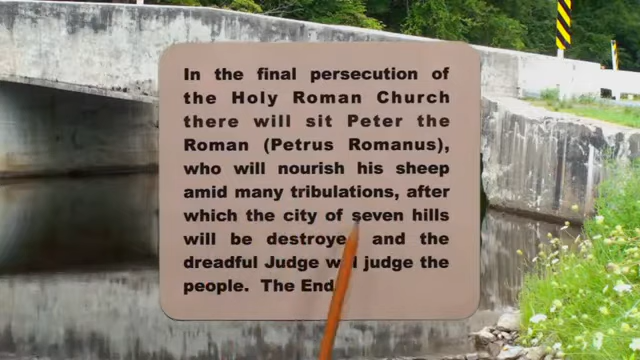 In the final persecution of
the Holy Roman Church
there will sit Peter the
Roman (Petrus Romanus),
who will nourish his sheep
amid many tribulations, after
which the city of seven hills
will be destroye and the
dreadful Judge will judge the
people. The End